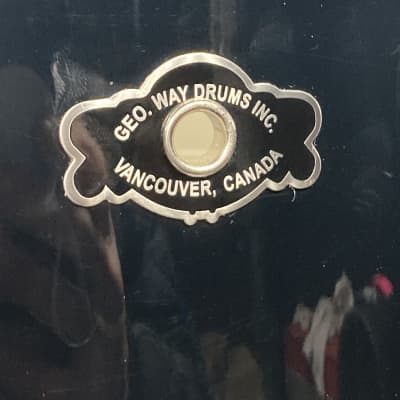 GEO. WAY DRUMS INC.
VANCOUVER, CANADA